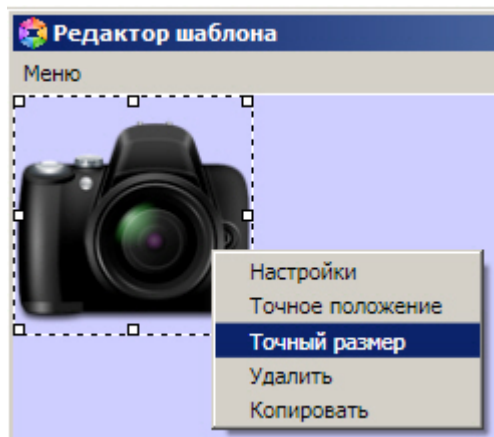 Редактор шаблона
Меню
Настройки
Точное положение
Точный размер
Удалить
Копировать